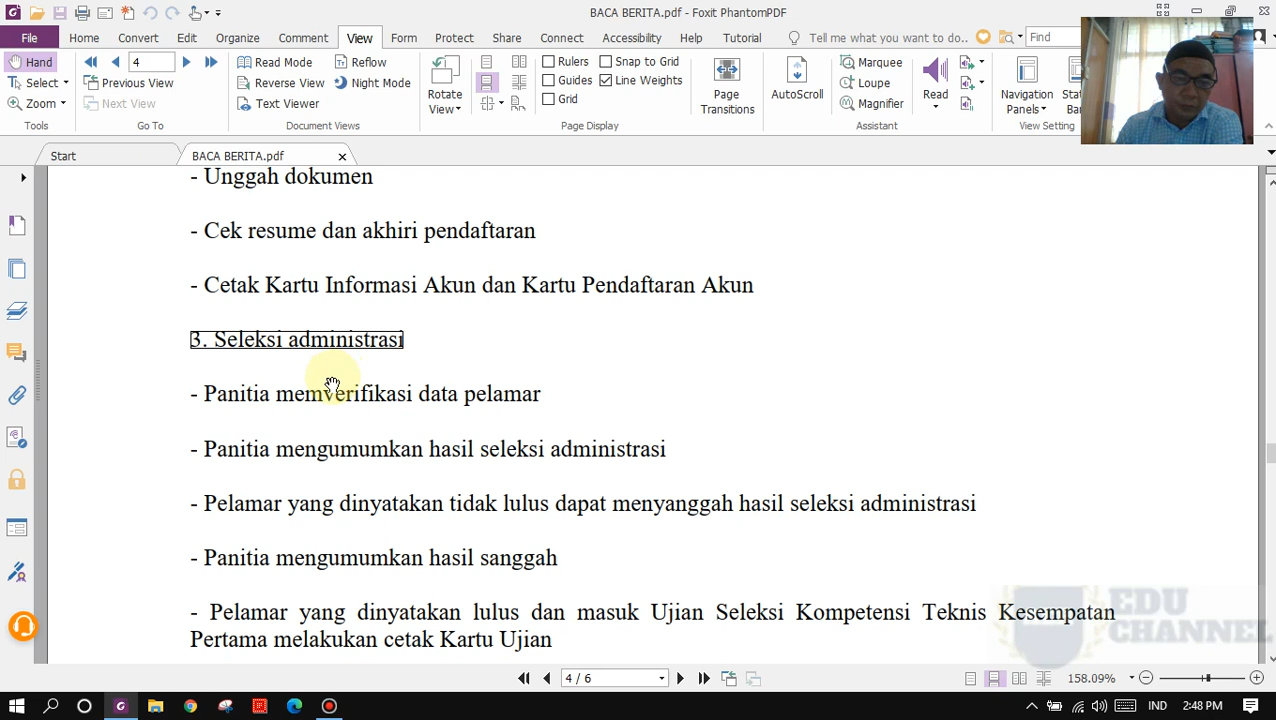 BACA BERITA.pdf - Foxit PhantomPDF
File Home Convert Edit Organize Comment View Form Protect Share Connect Accessibility Help Tutorial Tell me what you want to do.. Find
Hand 4 Read Mode Reflow Rulers Snap to Grid Marquee
Select Previous View Reverse View Night Mode Guides Line Weights Loupe
Zoom Next View Text Viewer Rotate View Grid Page Transitions AutoScroll Magnifier Read Navigation Panels
Tools Go To Document Views Page Display Assistant View Setting
Start BACA BERITA.pdf
- Unggah dokumen
- Cek resume dan akhiri pendaftaran
- Cetak Kartu Informasi Akun dan Kartu Pendaftaran Akun
3. Seleksi administrasi
- Panitia memverifikasi data pelamar
- Panitia mengumumkan hasil seleksi administrasi
- Pelamar yang dinyatakan tidak lulus dapat menyanggah hasil seleksi administrasi
- Panitia mengumumkan hasil sanggah
- Pelamar yang dinyatakan lulus dan masuk Ujian Seleksi Kompetensi Teknis Kesempatan
Pertama melakukan cetak Kartu Ujian
EDU
CHANNEL
4 / 6 158.09%
IND 2:48 PM